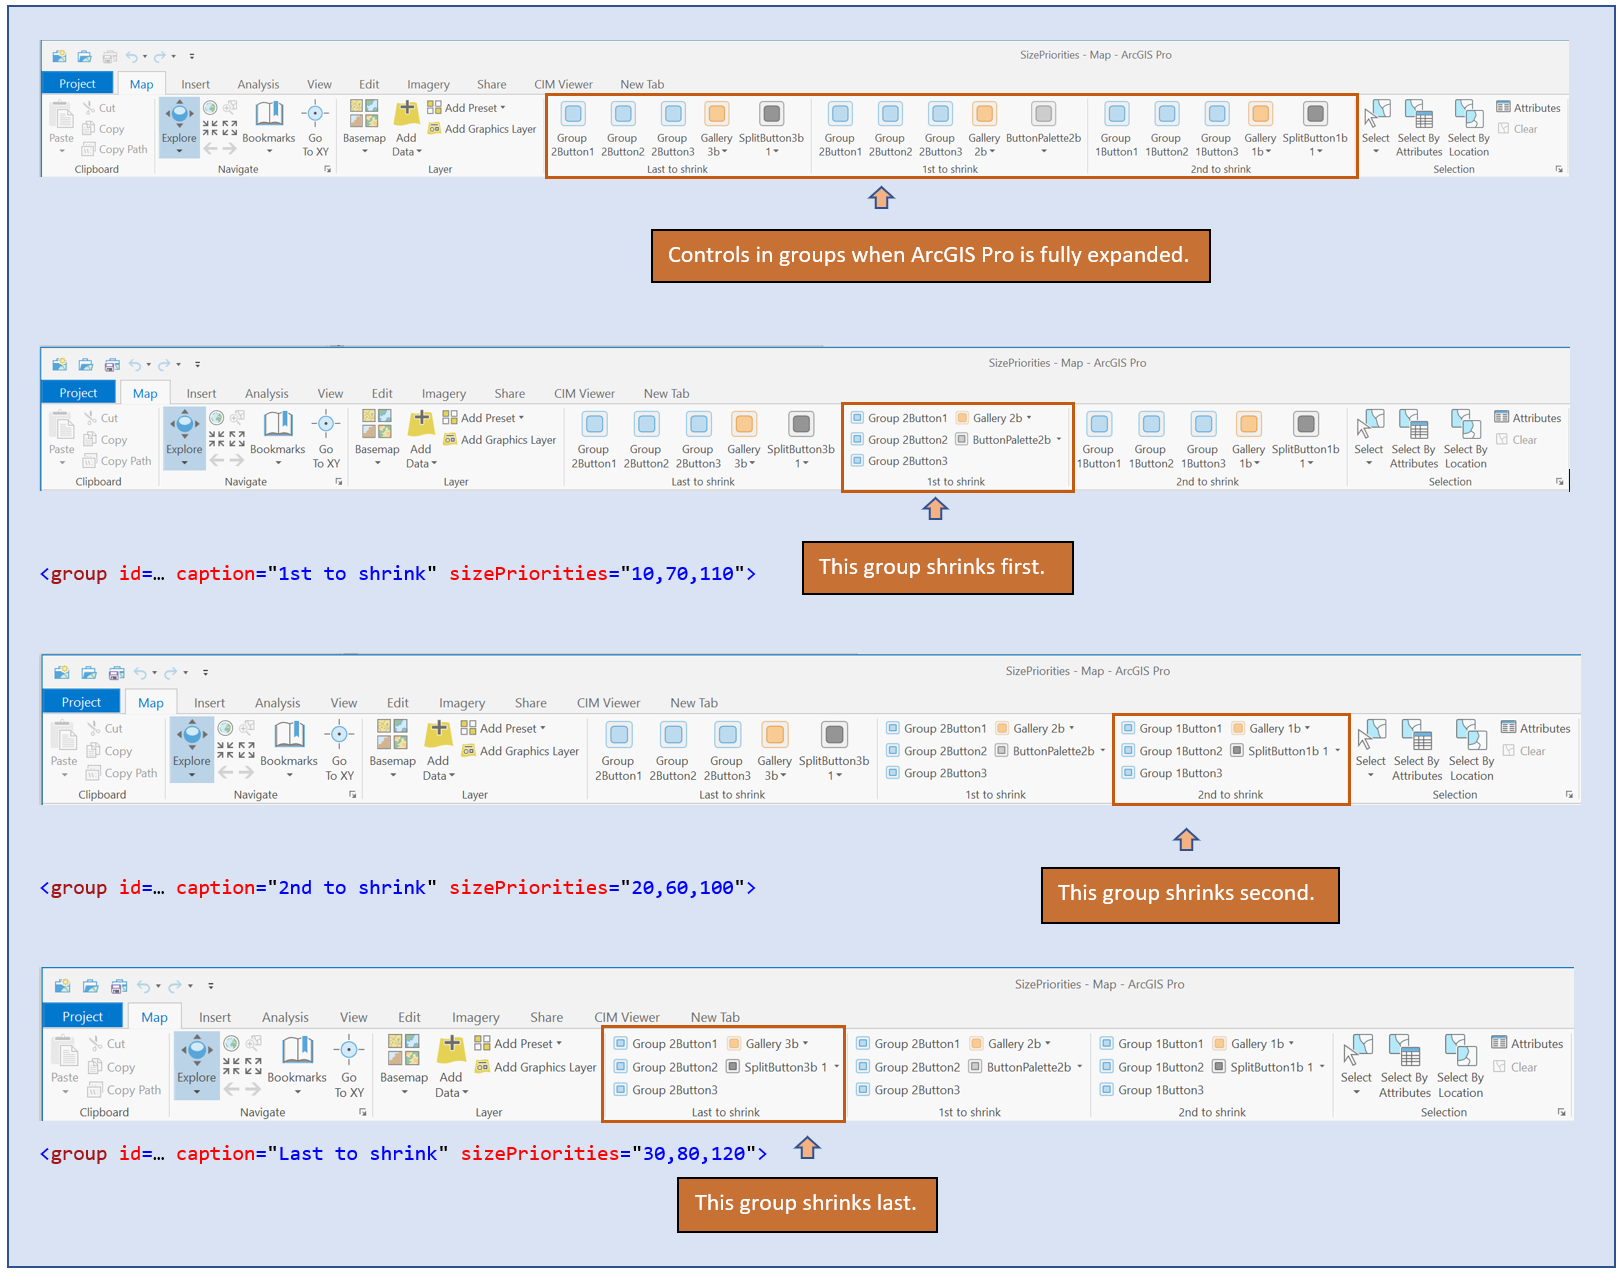 SizePriorities - Map - ArcGIS Pro
Project Map Insert Analysis View Edit Imagery Share CIM Viewer New Tab
Paste Cut Copy Copy Path
Clipboard
Explore Bookmarks Go To XY
Navigate
Basemap Add Data Add Preset Add Graphics Layer
Layer
Group 2Button1 Group 2Button2 Group 2Button3 Gallery 3b SplitButton3b 1
Last to shrink
Group 2Button1 Group 2Button2 Group 2Button3 Gallery 2b ButtonPalette2b
1st to shrink
Group 1Button1 Group 1Button2 Group 1Button3 Gallery 1b SplitButton1b 1
2nd to shrink
Select Select By Attributes Select By Location Attributes Clear
Selection
Controls in groups when ArcGIS Pro is fully expanded.
SizePriorities - Map - ArcGIS Pro
Project Map Insert Analysis View Edit Imagery Share CIM Viewer New Tab
Paste Cut Copy Copy Path
Clipboard
Explore Bookmarks Go To XY
Navigate
Basemap Add Data Add Preset Add Graphics Layer
Layer
Group 2Button1 Group 2Button2 Group 2Button3 Gallery 3b SplitButton3b 1
Last to shrink
Group 2Button1 Gallery 2b
Group 2Button2 ButtonPalette2b
Group 2Button3
1st to shrink
Group 1Button1 Group 1Button2 Group 1Button3 Gallery 1b SplitButton1b 1
2nd to shrink
Select Select By Attributes Select By Location Attributes Clear
Selection
This group shrinks first.
<group id=… caption="1st to shrink" sizePriorities="10,70,110">
SizePriorities - Map - ArcGIS Pro
Project Map Insert Analysis View Edit Imagery Share CIM Viewer New Tab
Paste Cut Copy Copy Path
Clipboard
Explore Bookmarks Go To XY
Navigate
Basemap Add Data Add Preset Add Graphics Layer
Layer
Group 2Button1 Group 2Button2 Group 2Button3 Gallery 3b SplitButton3b 1
Last to shrink
Group 2Button1 Gallery 2b
Group 2Button2 ButtonPalette2b
Group 2Button3
1st to shrink
Group 1Button1 Gallery 1b
Group 1Button2 SplitButton1b 1
Group 1Button3
2nd to shrink
Select Select By Attributes Select By Location Attributes Clear
Selection
<group id=… caption="2nd to shrink" sizePriorities="20,60,100">
This group shrinks second.
SizePriorities - Map - ArcGIS Pro
Project Map Insert Analysis View Edit Imagery Share CIM Viewer New Tab
Paste Cut Copy Copy Path
Clipboard
Explore Bookmarks Go To XY
Navigate
Basemap Add Data Add Preset Add Graphics Layer
Layer
Group 2Button1 Gallery 3b
Group 2Button2 SplitButton3b 1
Group 2Button3
Last to shrink
Group 2Button1 Gallery 2b
Group 2Button2 ButtonPalette2b
Group 2Button3
1st to shrink
Group 1Button1 Gallery 1b
Group 1Button2 SplitButton1b 1
Group 1Button3
2nd to shrink
Select Select By Attributes Select By Location Attributes Clear
Selection
<group id=… caption="Last to shrink" sizePriorities="30,80,120">
This group shrinks last.